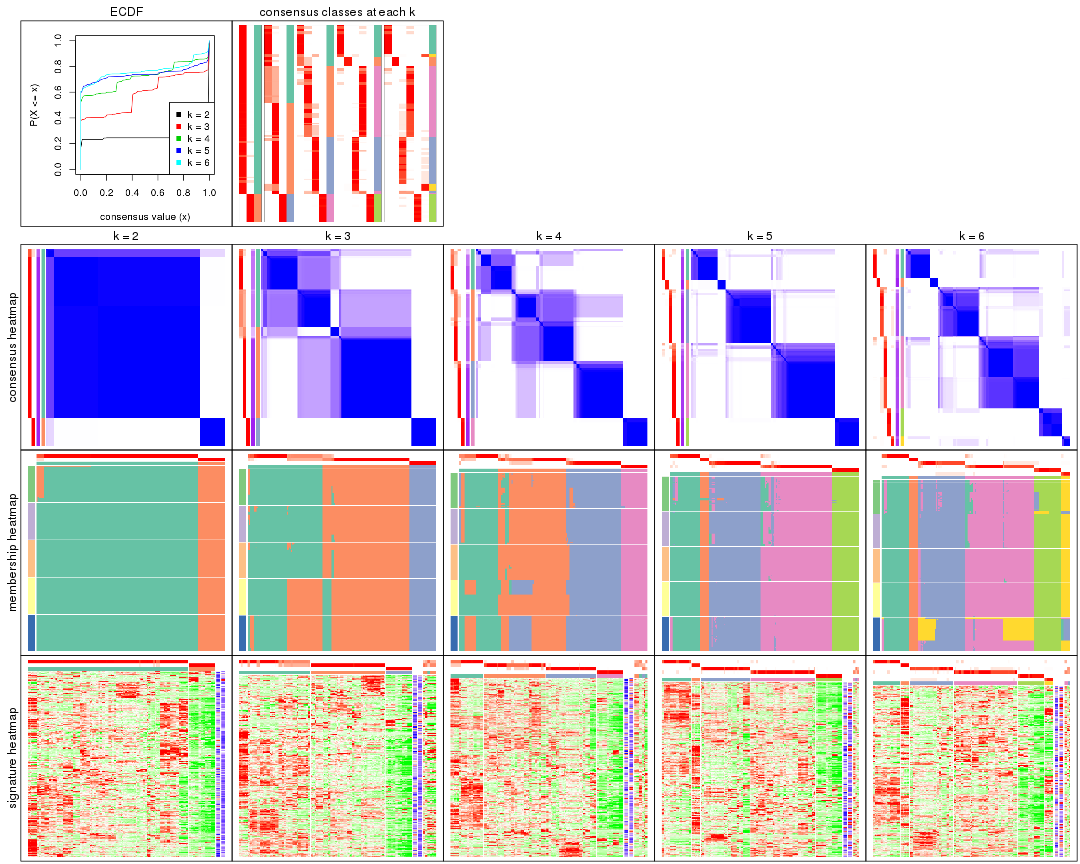 ECDF
consensus classes at each k
P(X <= x)
0.0 0.2 0.4 0.6 0.8 1.0
k = 2
k = 3
k = 4
k = 5
k = 6
0.0 0.2 0.4 0.6 0.8 1.0
consensus value (x)
k = 2
k = 3
k = 4
k = 5
k = 6
consensus heatmap
membership heatmap
signature heatmap